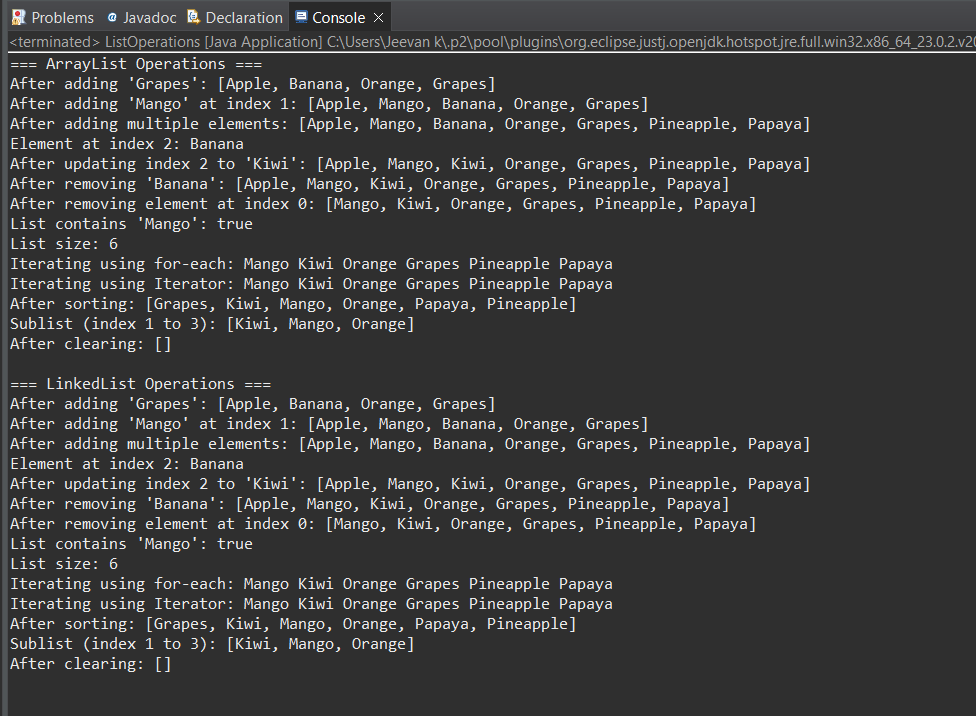 Problems @ Javadoc Declaration Console ×
<terminated> ListOperations [Java Application] C:\Users\Jeevan k\.p2\pool\plugins\org.eclipse.justj.openjdk.hotspot.jre.full.win32.x86_64_23.0.2.v20
=== ArrayList Operations ===
After adding 'Grapes': [Apple, Banana, Orange, Grapes]
After adding 'Mango' at index 1: [Apple, Mango, Banana, Orange, Grapes]
After adding multiple elements: [Apple, Mango, Banana, Orange, Grapes, Pineapple, Papaya]
Element at index 2: Banana
After updating index 2 to 'Kiwi': [Apple, Mango, Kiwi, Orange, Grapes, Pineapple, Papaya]
After removing 'Banana': [Apple, Mango, Kiwi, Orange, Grapes, Pineapple, Papaya]
After removing element at index 0: [Mango, Kiwi, Orange, Grapes, Pineapple, Papaya]
List contains 'Mango': true
List size: 6
Iterating using for-each: Mango Kiwi Orange Grapes Pineapple Papaya
Iterating using Iterator: Mango Kiwi Orange Grapes Pineapple Papaya
After sorting: [Grapes, Kiwi, Mango, Orange, Papaya, Pineapple]
Sublist (index 1 to 3): [Kiwi, Mango, Orange]
After clearing: []

=== LinkedList Operations ===
After adding 'Grapes': [Apple, Banana, Orange, Grapes]
After adding 'Mango' at index 1: [Apple, Mango, Banana, Orange, Grapes]
After adding multiple elements: [Apple, Mango, Banana, Orange, Grapes, Pineapple, Papaya]
Element at index 2: Banana
After updating index 2 to 'Kiwi': [Apple, Mango, Kiwi, Orange, Grapes, Pineapple, Papaya]
After removing 'Banana': [Apple, Mango, Kiwi, Orange, Grapes, Pineapple, Papaya]
After removing element at index 0: [Mango, Kiwi, Orange, Grapes, Pineapple, Papaya]
List contains 'Mango': true
List size: 6
Iterating using for-each: Mango Kiwi Orange Grapes Pineapple Papaya
Iterating using Iterator: Mango Kiwi Orange Grapes Pineapple Papaya
After sorting: [Grapes, Kiwi, Mango, Orange, Papaya, Pineapple]
Sublist (index 1 to 3): [Kiwi, Mango, Orange]
After clearing: []